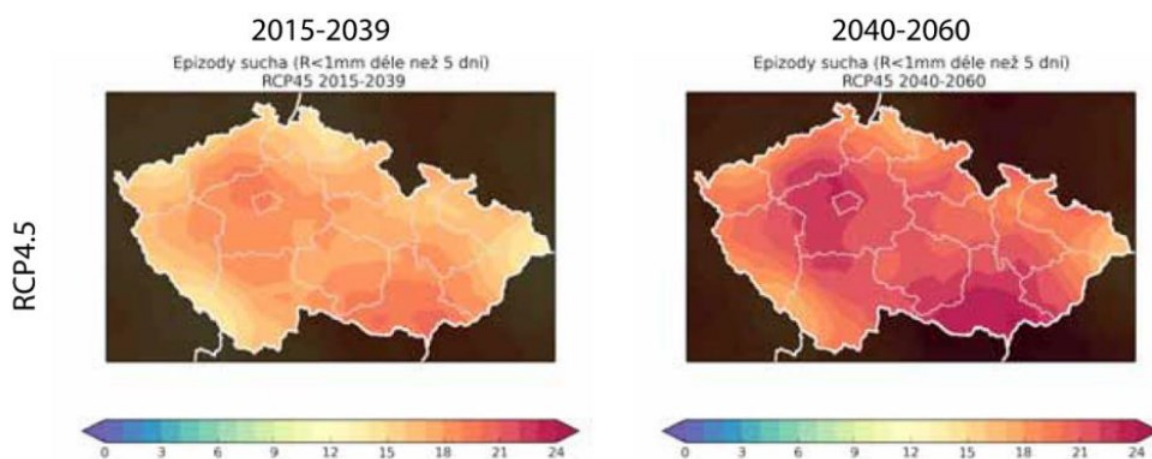 2015-2039
Epizody sucha (R<1mm déle než 5 dní)
RCP45 2015-2039
2040-2060
Epizody sucha (R<1mm déle než 5 dní)
RCP45 2040-2060
RCP4.5
0 3 6 9 12 15 18 21 24
0 3 6 9 12 15 18 21 24